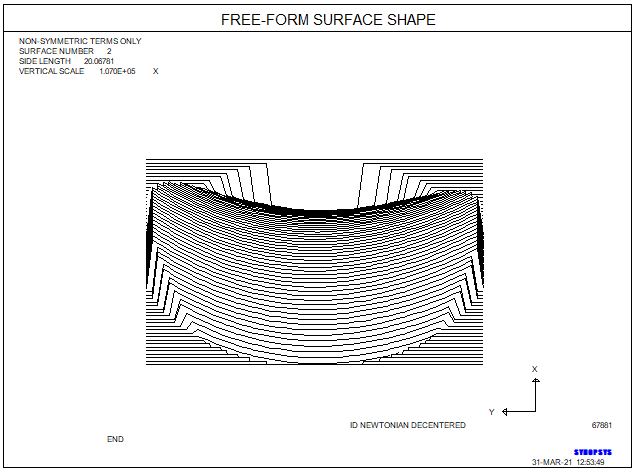 FREE-FORM SURFACE SHAPE
NON-SYMMETRIC TERMS ONLY
SURFACE NUMBER 2
SIDE LENGTH 20.06781
VERTICAL SCALE 1.070E+05 X
X
Y
ID NEWTONIAN DECENTERED 67881
END
SYNOPSYS
31-MAR-21 12:53:49